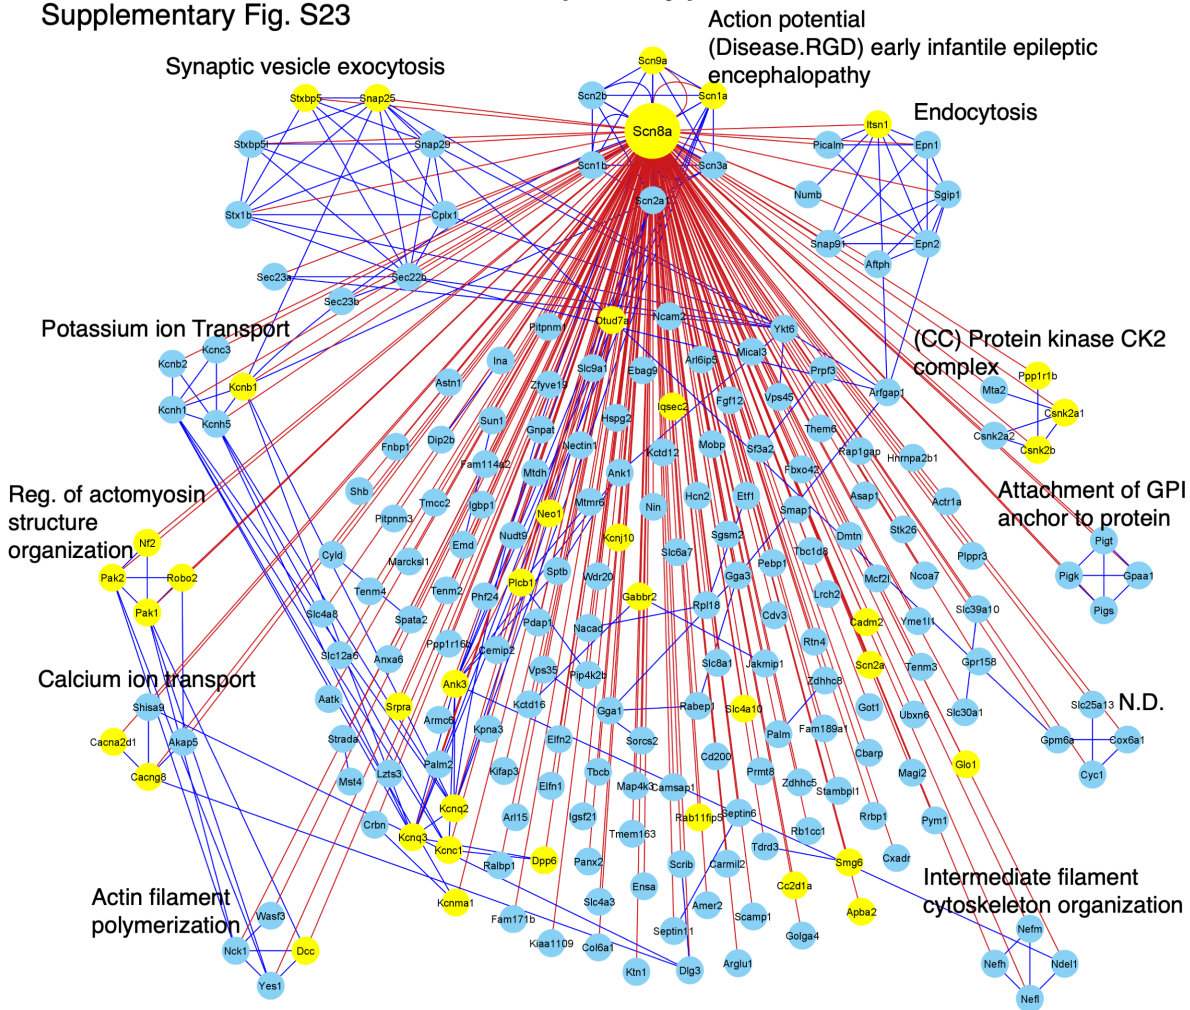 Supplementary Fig. S23
Action potential
(Disease.RGD) early infantile epileptic
encephalopathy
Synaptic vesicle exocytosis
Endocytosis
Scn9a
Scn2b
Scn1a
Scn8a
Scn1b
Scn3a
Scn2a1
Stxbp5
Snap25
Stxbp5l
Snap29
Stx1b
Cplx1
Sec23a
Sec22b
Sec23b
Itsn1
Picalm
Epn1
Numb
Sgip1
Snap91
Epn2
Aftph
Potassium ion Transport
Kcnc3
Kcnb2
Kcnb1
Kcnh1
Kcnh5
(CC) Protein kinase CK2
complex
Ppp1r1b
Mta2
Csnk2a1
Csnk2a2
Csnk2b
Pitpnm1
Otud7a
Ncam2
Ykt6
Ina
Slc9a1
Ebag9
Arl6ip5
Mical3
Prpf3
Arfgap1
Astn1
Zfyve19
Iqsec2
Fgf12
Vps45
Sun1
Gnpat
Hspg2
Them6
Fnbp1
Dip2b
Nectin1
Kctd12
Mobp
Sf3a2
Rap1gap
Hnrnpa2b1
Fam114a2
Mtdh
Ank1
Fbxo42
Shb
Tmcc2
Igbp1
Mtmr6
Nin
Hcn2
Etf1
Smap1
Asap1
Actr1a
Pitpnm3
Neo1
Kcnj10
Sgsm2
Dmtn
Stk26
Emd
Nudt9
Slc6a7
Tbc1d8
Plppr3
Cyld
Marcksl1
Sptb
Wdr20
Gga3
Pebp1
Mcf2l
Ncoa7
Tenm4
Tenm2
Phf24
Plcb1
Gabbr2
Rpl18
Lrch2
Slc39a10
Slc4a8
Spata2
Pdap1
Nacad
Cdv3
Cadm2
Yme1l1
Rtn4
Slc12a6
Anxa6
Ppp1r16b
Cemip2
Vps35
Pip4k2b
Slc8a1
Jakmip1
Scn2a
Tenm3
Gpr158
Zdhhc8
Aatk
Srpra
Ank3
Kctd16
Gga1
Rabep1
Slc4a10
Got1
Ubxn6
Slc30a1
Strada
Armc6
Kpna3
Elfn2
Sorcs2
Palm
Fam189a1
Cbarp
Glo1
Mst4
Lzts3
Palm2
Kifap3
Elfn1
Tbcb
Map4k3
Camsap1
Cd200
Prmt8
Zdhhc5
Stambpl1
Magi2
Crbn
Kcnq2
Kcnq3
Kcnc1
Arl15
Igsf21
Tmem163
Rab11fip5
Septin6
Rb1cc1
Rrbp1
Pym1
Ralbp1
Dpp6
Panx2
Scrib
Carmil2
Tdrd3
Smg6
Cxadr
Kcnma1
Slc4a3
Ensa
Amer2
Cc2d1a
Apba2
Fam171b
Scamp1
Kiaa1109
Col6a1
Septin11
Golga4
Ktn1
Dlg3
Arglu1
Reg. of actomyosin
structure
organization
Nf2
Pak2
Robo2
Pak1
Attachment of GPI
anchor to protein
Pigt
Pigk
Gpaa1
Pigs
Calcium ion transport
Shisa9
Cacna2d1
Akap5
Cacng8
N.D.
Slc25a13
Gpm6a
Cox6a1
Cyc1
Actin filament
polymerization
Wasf3
Nck1
Dcc
Yes1
Intermediate filament
cytoskeleton organization
Nefm
Nefh
Ndel1
Nefl